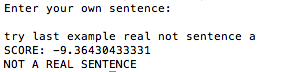 Enter your own sentence:
try last example real not sentence a
SCORE: -9.36430433331
NOT A REAL SENTENCE